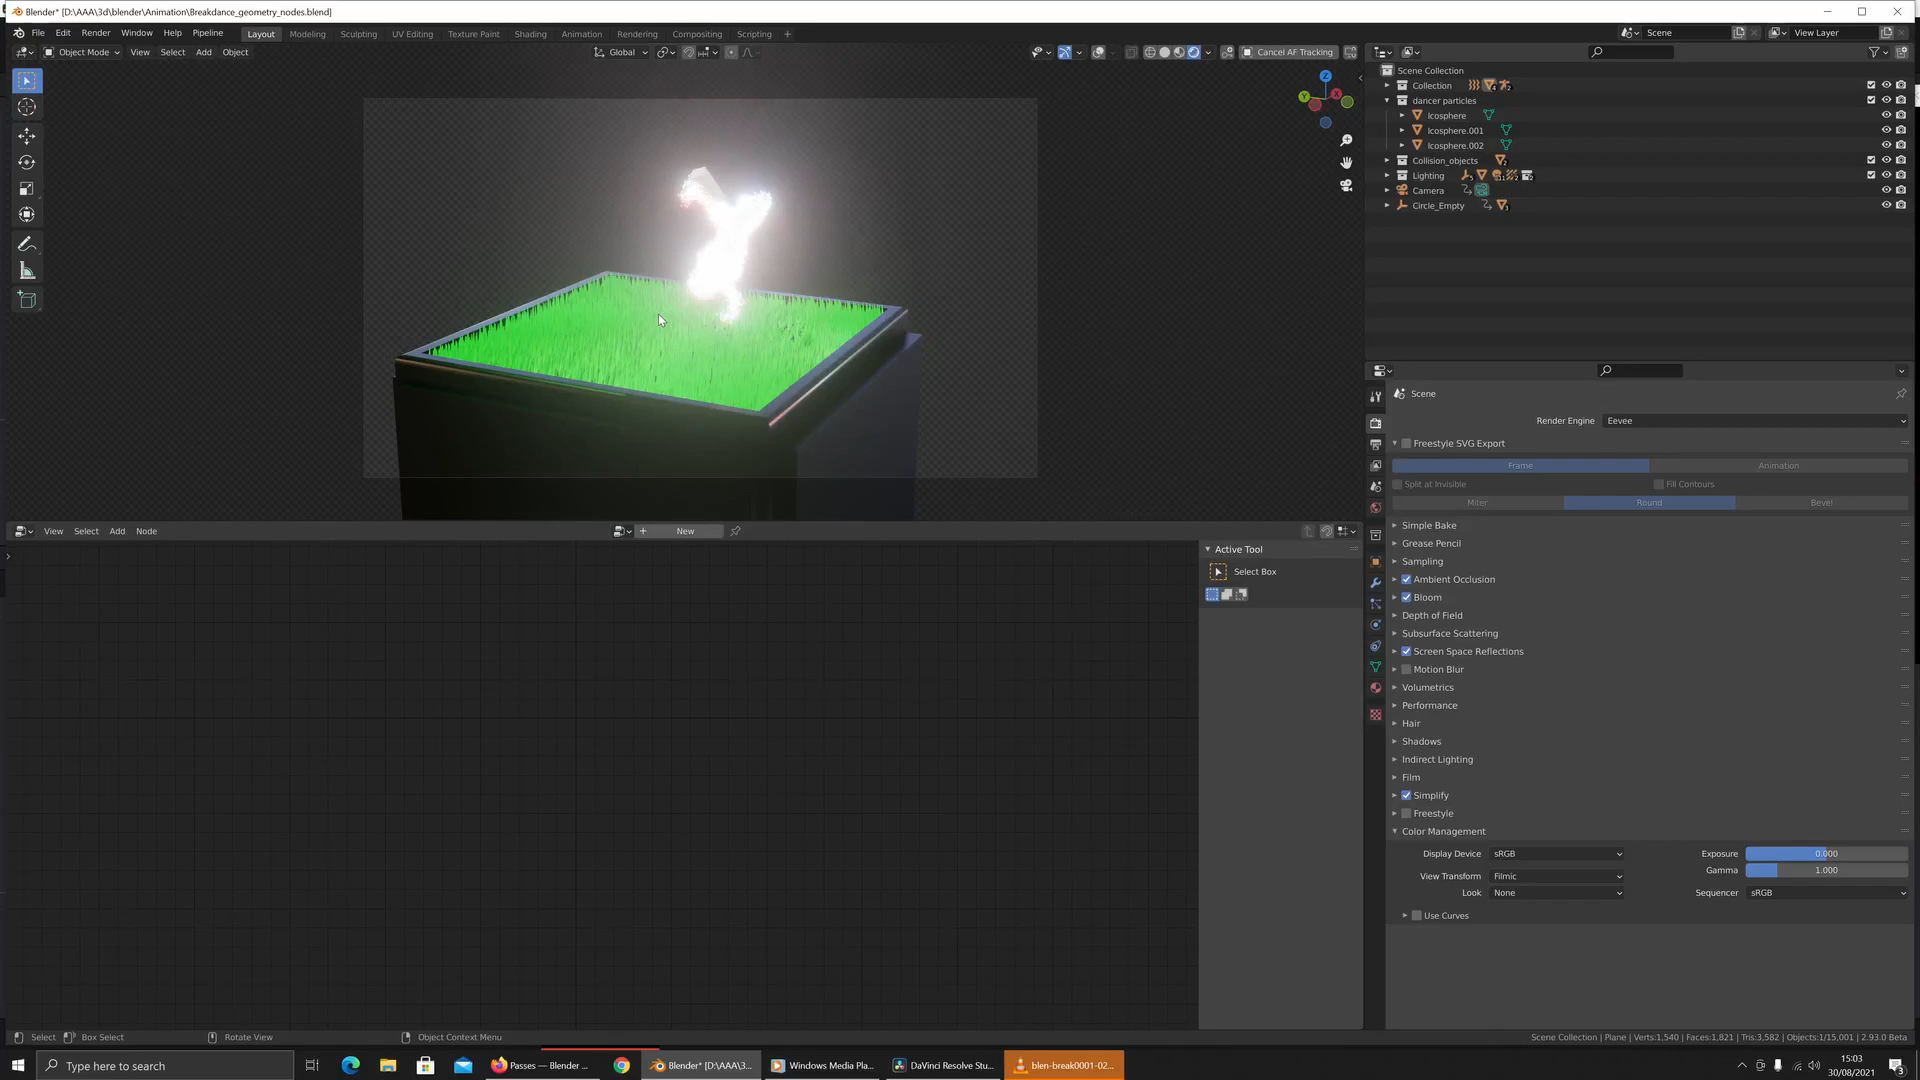 Blender* [D:\AAA\3d\blender\Animation\Breakdance_geometry_nodes.blend]
File Edit Render Window Help Pipeline Layout Modeling Sculpting UV Editing Texture Paint Shading Animation Rendering Compositing Scripting + Scene View Layer
Object Mode View Select Add Object Global Cancel AF Tracking
Z
Y
X
Scene Collection
Collection
dancer particles
Icosphere
Icosphere.001
Icosphere.002
Collision_objects
Lighting
Camera
Circle_Empty
Scene
Render Engine Eevee
Freestyle SVG Export
Frame Animation
Split at Invisible Fill Contours
Miter Round Bevel
Simple Bake
Grease Pencil
Sampling
Ambient Occlusion
Bloom
Depth of Field
Subsurface Scattering
Screen Space Reflections
Motion Blur
Volumetrics
Performance
Hair
Shadows
Indirect Lighting
Film
Simplify
Freestyle
Color Management
Display Device sRGB Exposure 0.000
View Transform Filmic Gamma 1.000
Look None Sequencer sRGB
Use Curves
View Select Add Node New
Active Tool
Select Box
Select Box Select Rotate View Object Context Menu
Scene Collection | Plane | Verts:1,540 | Faces:1,821 | Tris:3,582 | Objects:1/15,001 | 2.93.0 Beta
Type here to search Passes — Blender ... Blender* [D:\AAA\3... Windows Media Pla... DaVinci Resolve Stu... blen-break0001-02... 15:03
30/08/2021